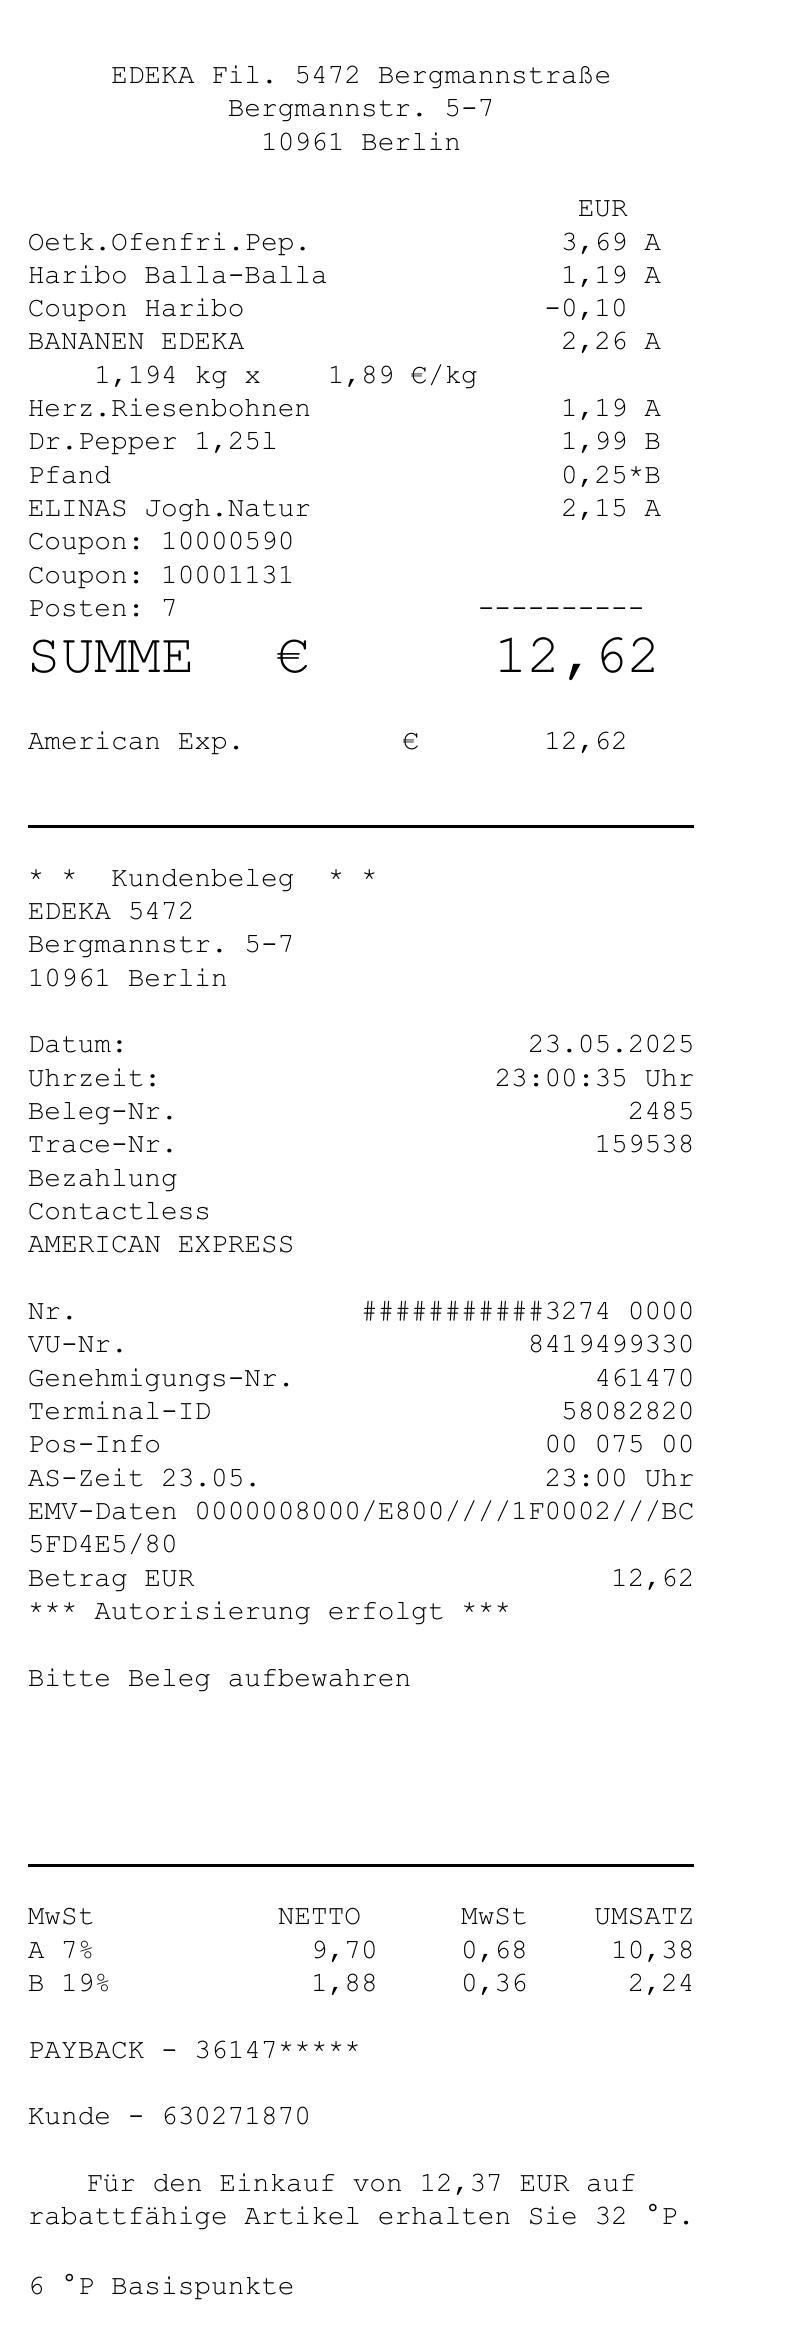 EDEKA Fil. 5472 Bergmannstraße
Bergmannstr. 5-7
10961 Berlin
EUR
Oetk.Ofenfri.Pep. 3,69 A
Haribo Balla-Balla 1,19 A
Coupon Haribo -0,10
BANANEN EDEKA 2,26 A
1,194 kg x 1,89 €/kg
Herz.Riesenbohnen 1,19 A
Dr.Pepper 1,25l 1,99 B
Pfand 0,25*B
ELINAS Jogh.Natur 2,15 A
Coupon: 10000590
Coupon: 10001131
Posten: 7 ----------
SUMME € 12,62
American Exp. € 12,62
* * Kundenbeleg * *
EDEKA 5472
Bergmannstr. 5-7
10961 Berlin
Datum: 23.05.2025
Uhrzeit: 23:00:35 Uhr
Beleg-Nr. 2485
Trace-Nr. 159538
Bezahlung
Contactless
AMERICAN EXPRESS
Nr. ###########3274 0000
VU-Nr. 8419499330
Genehmigungs-Nr. 461470
Terminal-ID 58082820
Pos-Info 00 075 00
AS-Zeit 23.05. 23:00 Uhr
EMV-Daten 0000008000/E800////1F0002///BC
5FD4E5/80
Betrag EUR 12,62
*** Autorisierung erfolgt ***
Bitte Beleg aufbewahren
MwSt NETTO MwSt UMSATZ
A 7% 9,70 0,68 10,38
B 19% 1,88 0,36 2,24
PAYBACK - 36147*****
Kunde - 630271870
Für den Einkauf von 12,37 EUR auf
rabattfähige Artikel erhalten Sie 32 °P.
6 °P Basispunkte